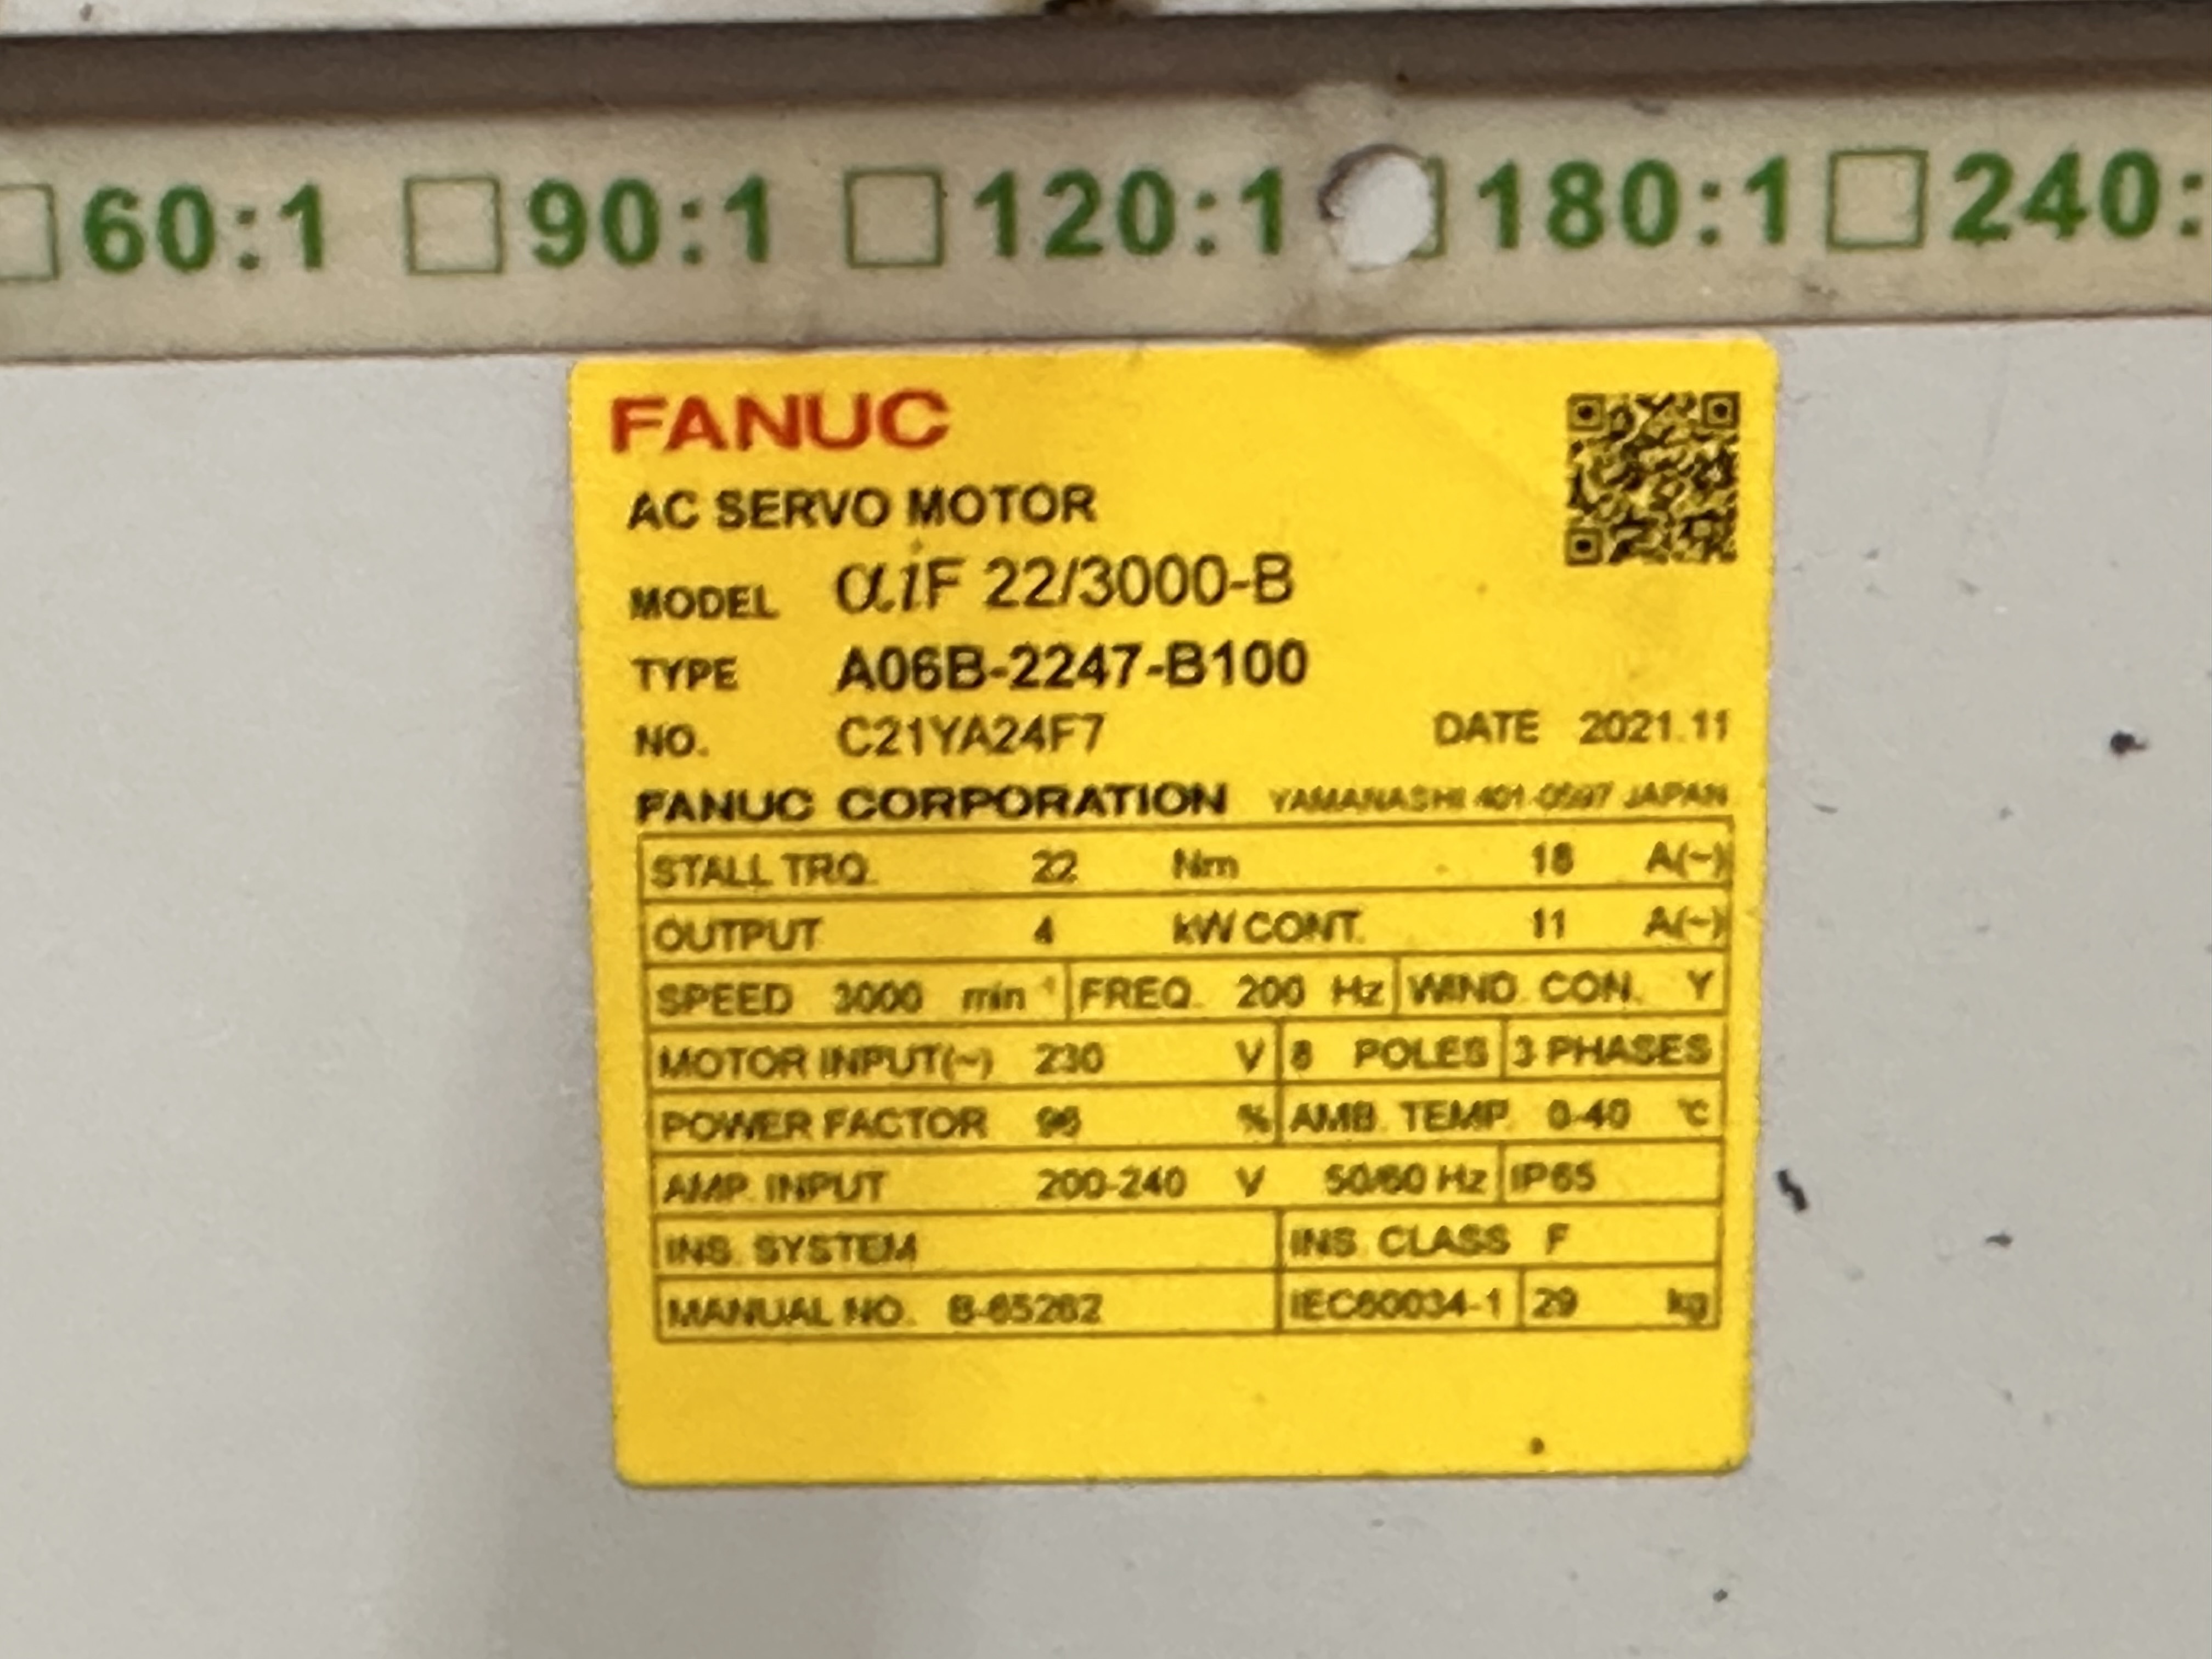 60:1 90:1 120:1 180:1 240:
FANUC
AC SERVO MOTOR
MODEL αiF 22/3000-B
TYPE A06B-2247-B100
NO. C21YA24F7 DATE 2021.11
FANUC CORPORATION YAMANASHI 401-0597 JAPAN
STALL TRQ. 22 Nm 18 A(~)
OUTPUT 4 kW CONT. 11 A(~)
SPEED 3000 min⁻¹ FREQ. 200 Hz WIND. CON. Y
MOTOR INPUT(~) 230 V 8 POLES 3 PHASES
POWER FACTOR % AMB. TEMP. 0-40 ℃
AMP. INPUT 200-240 V 50/60 Hz IP65
INS. SYSTEM INS. CLASS F
MANUAL NO. B-65262 IEC60034-1 29 kg